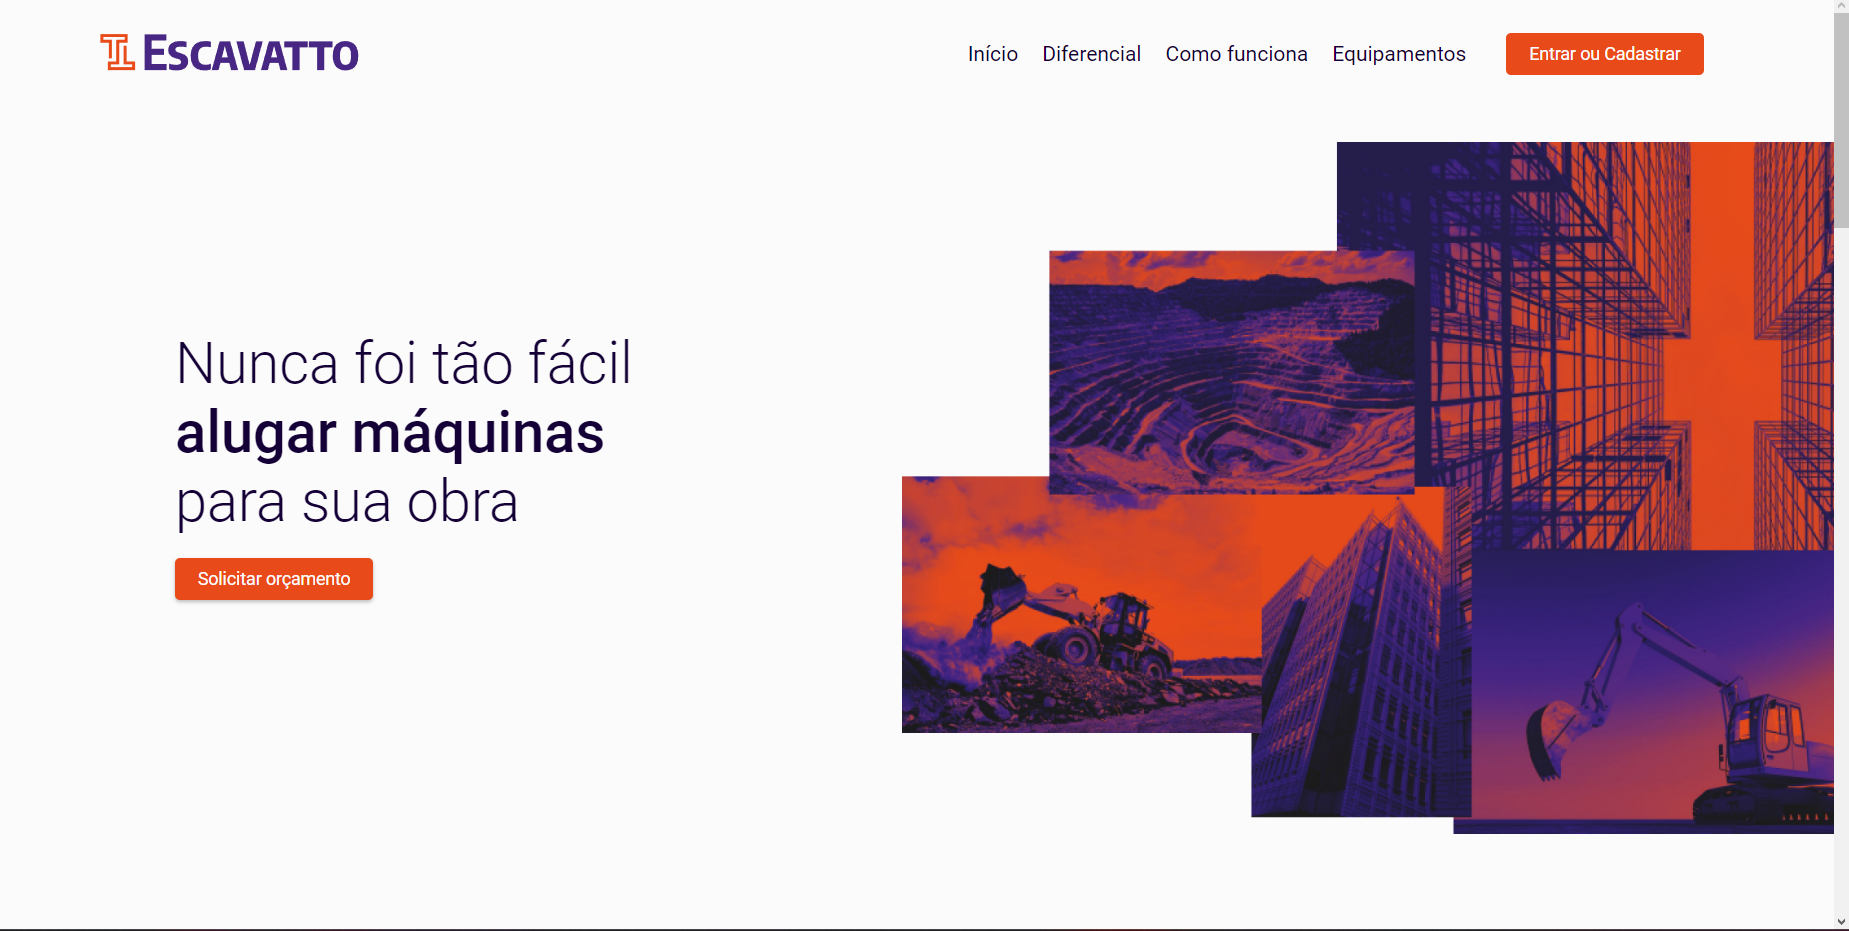 ESCAVATTO
Início Diferencial Como funciona Equipamentos Entrar ou Cadastrar
Nunca foi tão fácil
alugar máquinas
para sua obra
Solicitar orçamento